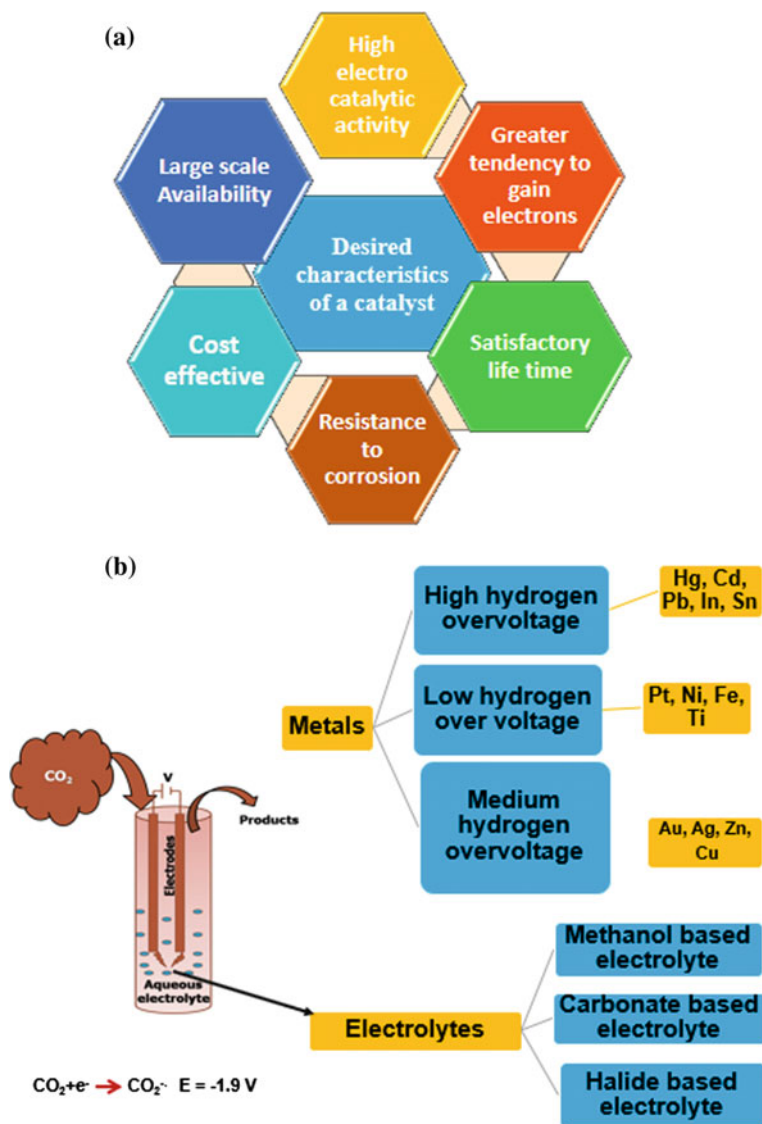 (a)
High
electro
catalytic
activity
Greater
tendency to
gain
electrons
Large scale
Availability
Desired
characteristics
of a catalyst
Cost
effective
Satisfactory
life time
Resistance
to
corrosion
(b)
High hydrogen
overvoltage
Hg, Cd,
Pb, In, Sn
Metals
Low hydrogen
over voltage
Pt, Ni, Fe,
Ti
Medium
hydrogen
overvoltage
Au, Ag, Zn,
Cu
CO₂
V
Products
Electrodes
Aqueous
electrolyte
Electrolytes
Methanol based
electrolyte
Carbonate based
electrolyte
Halide based
electrolyte
CO₂+e⁻ → CO₂⁻· E = -1.9 V